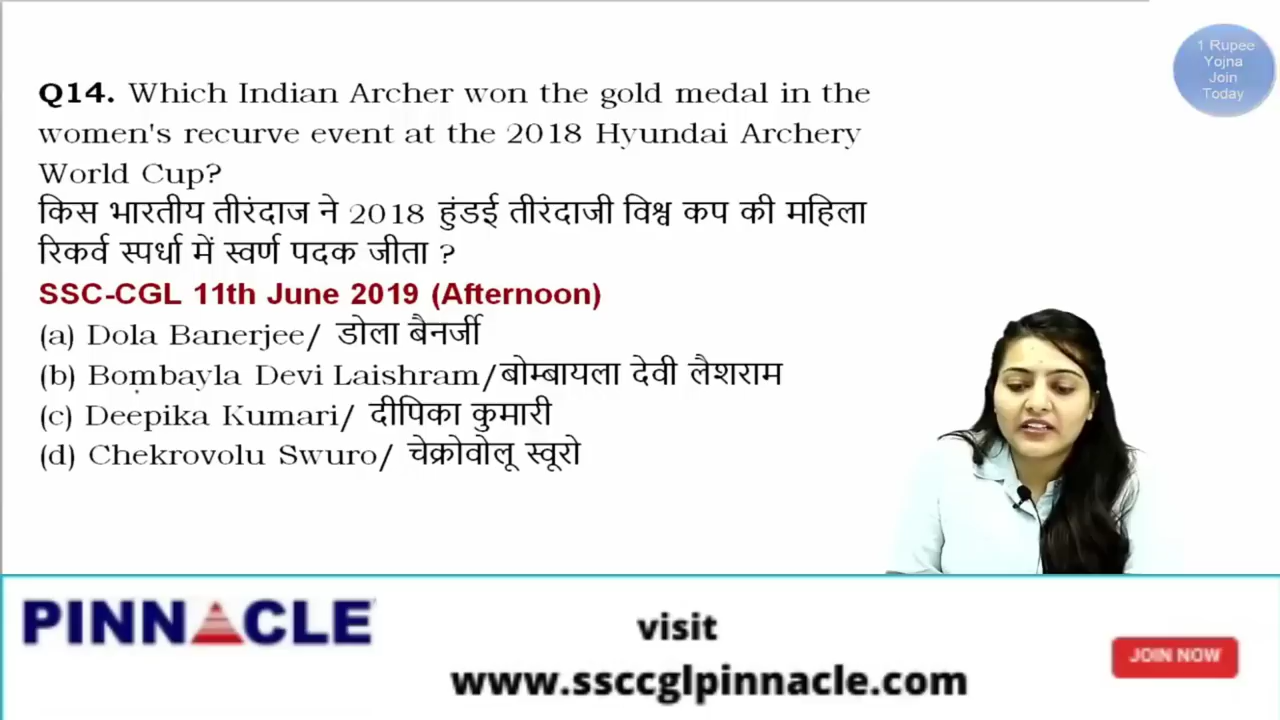 1 Rupee
Yojna
Join
Today
Q14. Which Indian Archer won the gold medal in the
women's recurve event at the 2018 Hyundai Archery
World Cup?
किस भारतीय तीरंदाज ने 2018 हुंडई तीरंदाजी विश्व कप की महिला
रिकर्व स्पर्धा में स्वर्ण पदक जीता ?
SSC-CGL 11th June 2019 (Afternoon)
(a) Dola Banerjee/ डोला बैनर्जी
(b) Bombayla Devi Laishram/बोम्बायला देवी लैशराम
(c) Deepika Kumari/ दीपिका कुमारी
(d) Chekrovolu Swuro/ चेक्रोवोलू स्वूरो
PINNACLE
visit
www.ssccglpinnacle.com
JOIN NOW